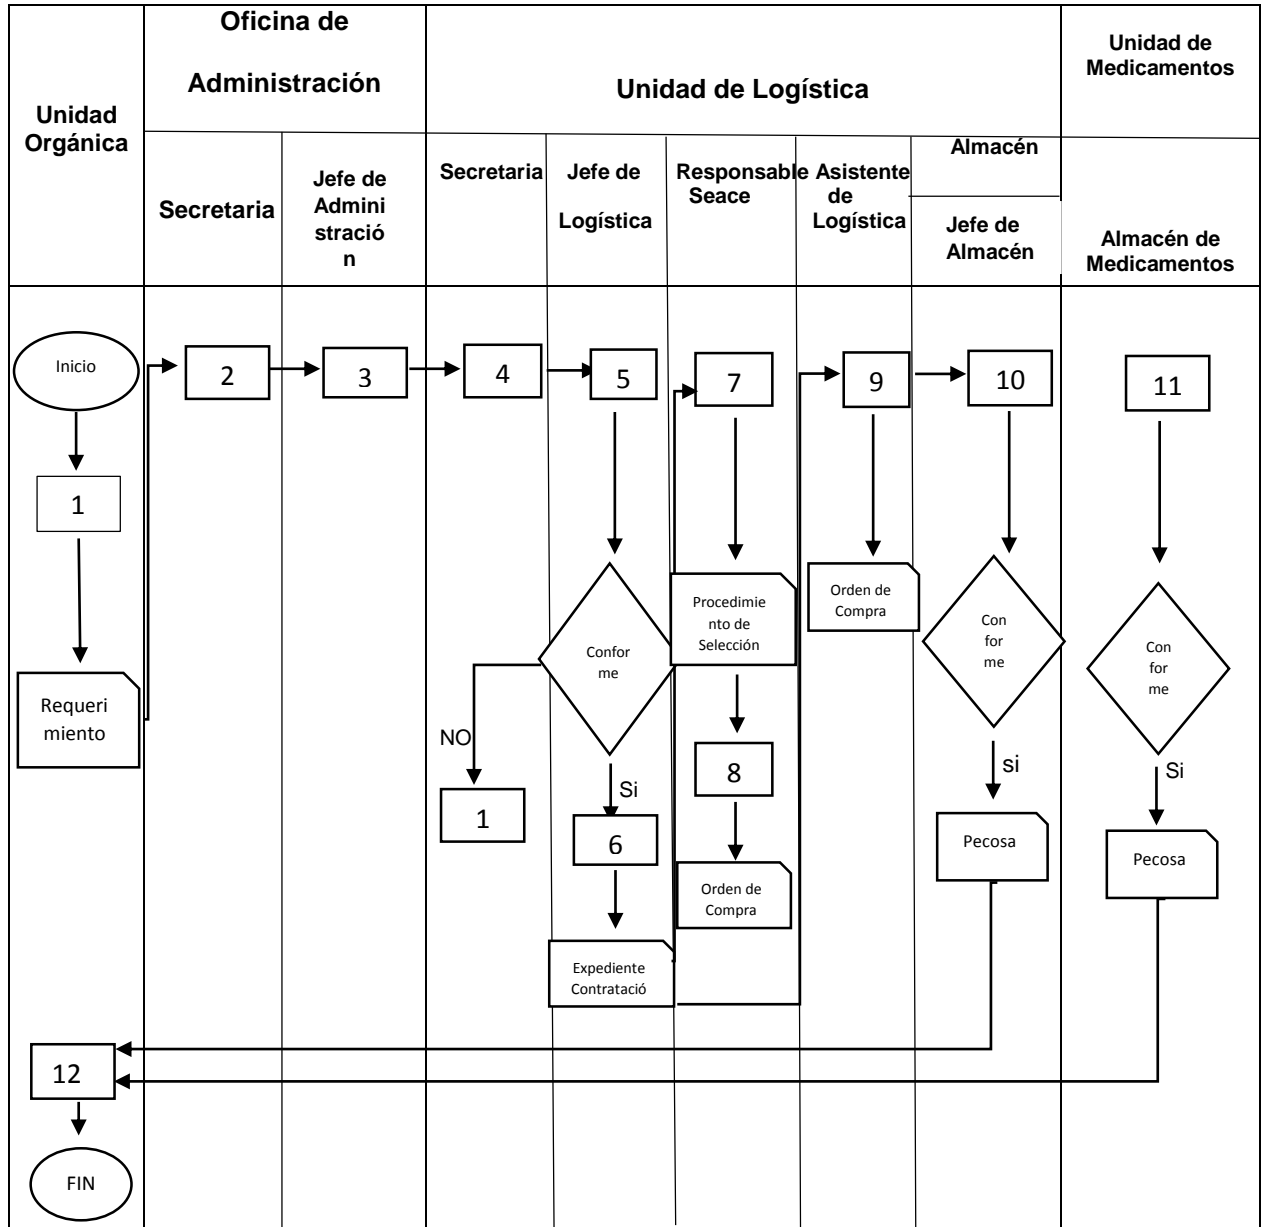 Oficina de
Administración
Unidad
Orgánica
Unidad de Logística
Unidad de
Medicamentos
Secretaria
Jefe de
Admini
stració
n
Secretaria
Jefe de
Logística
Responsable
Seace
Asistente
de
Logística
Almacén
Jefe de
Almacén
Almacén de
Medicamentos
Inicio
2
3
4
5
7
9
10
11
1
Requeri
miento
Confor
me
NO
1
Si
6
Expediente
Contratació
Procedimie
nto de
Selección
8
Orden de
Compra
Orden de
Compra
Con
for
me
si
Pecosa
Con
for
me
Si
Pecosa
12
FIN